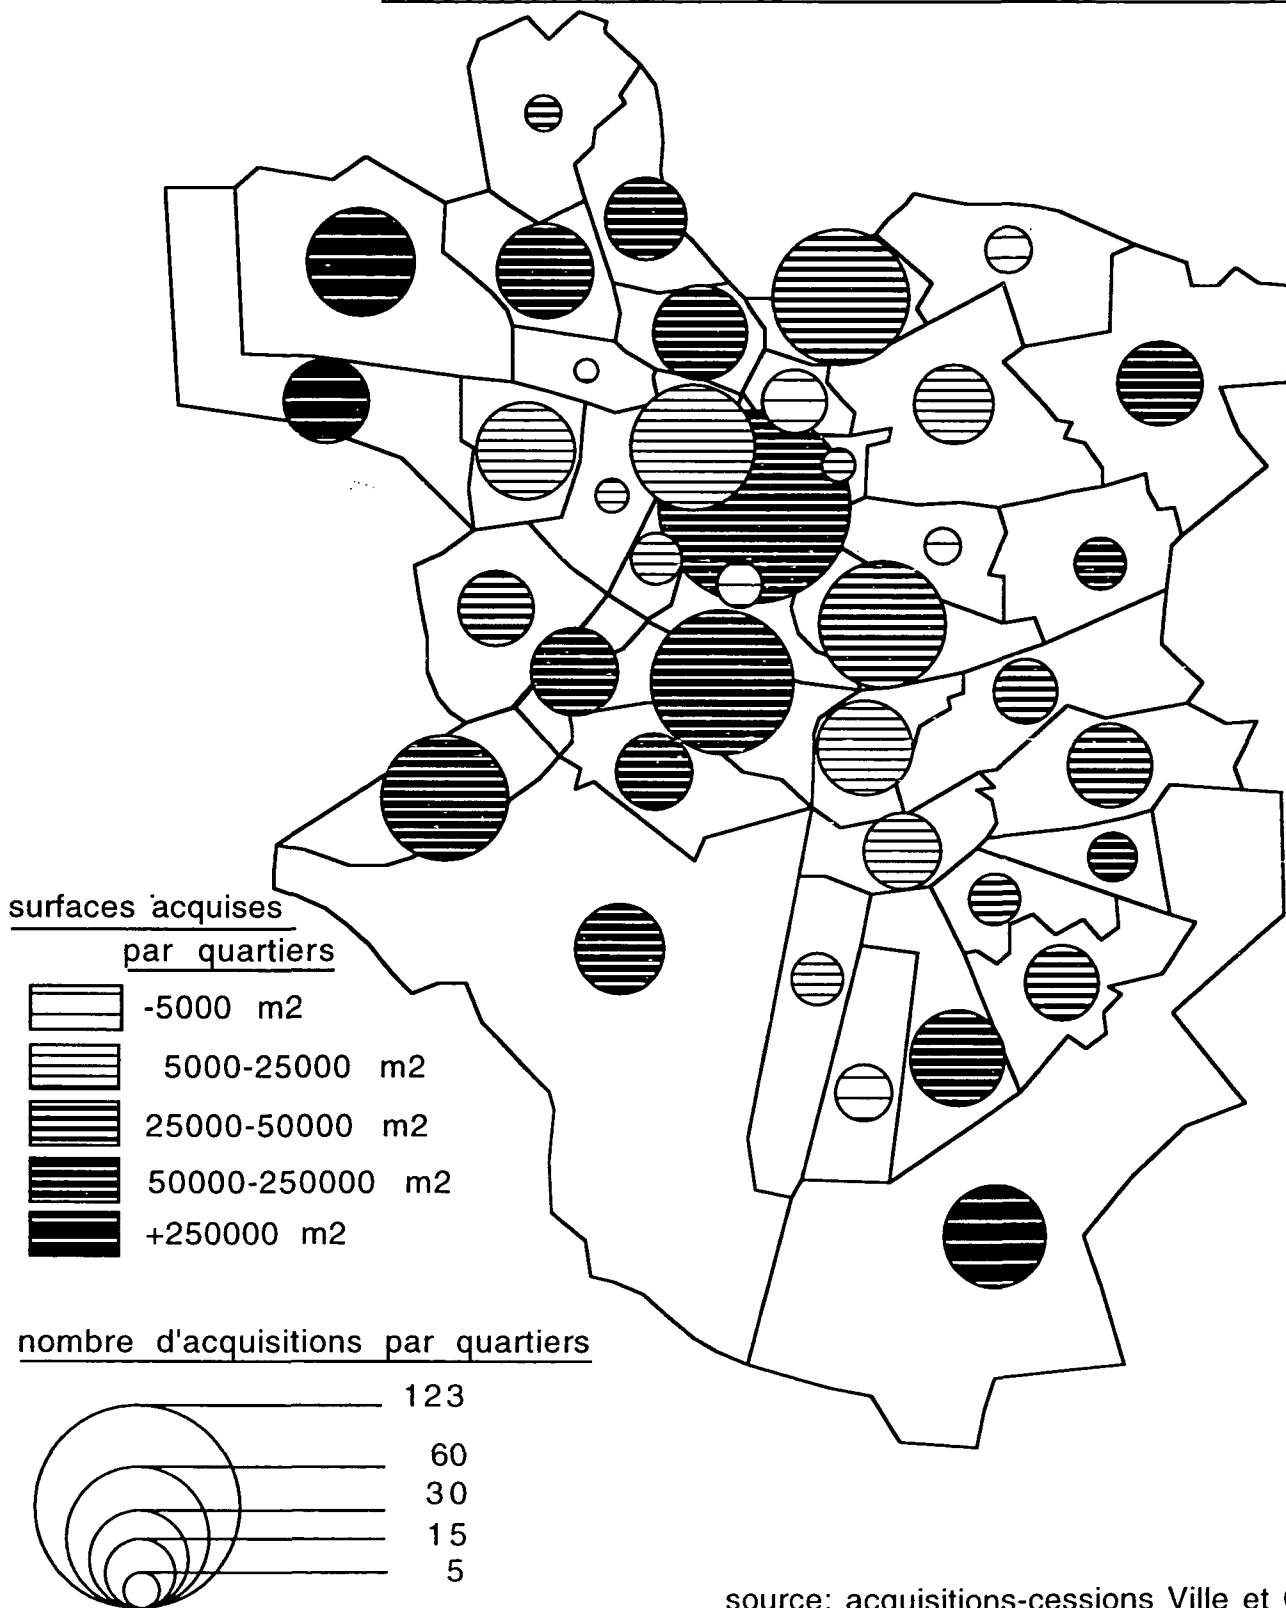 surfaces acquises
par quartiers
-5000 m2
5000-25000 m2
25000-50000 m2
50000-250000 m2
+250000 m2
nombre d'acquisitions par quartiers
123
60
30
15
5
source: acquisitions-cessions Ville et